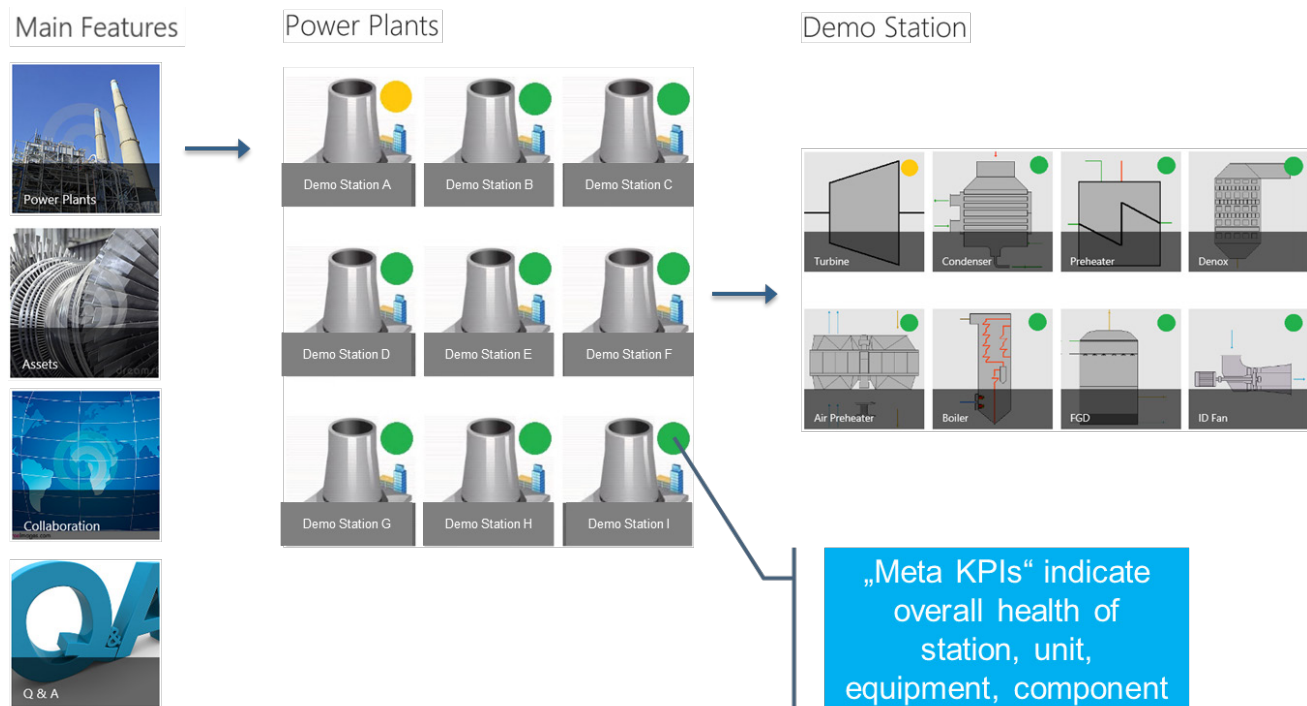 Main Features
Power Plants
Demo Station
Power Plants
Assets
Collaboration
Q&A
Q & A
Demo Station A
Demo Station B
Demo Station C
Demo Station D
Demo Station E
Demo Station F
Demo Station G
Demo Station H
Demo Station I
Turbine
Condenser
Preheater
Denox
Air Preheater
Boiler
FGD
ID Fan
„Meta KPIs“ indicate
overall health of
station, unit,
equipment, component